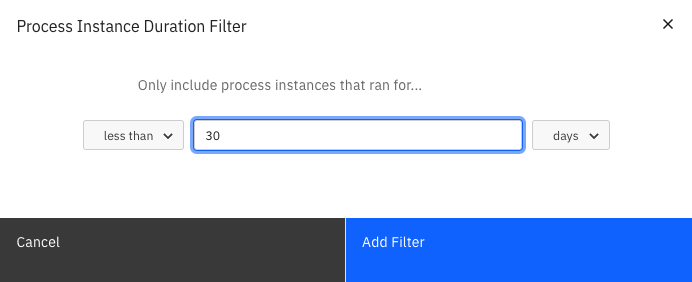 Process Instance Duration Filter
Only include process instances that ran for...
less than 30 days
Cancel Add Filter